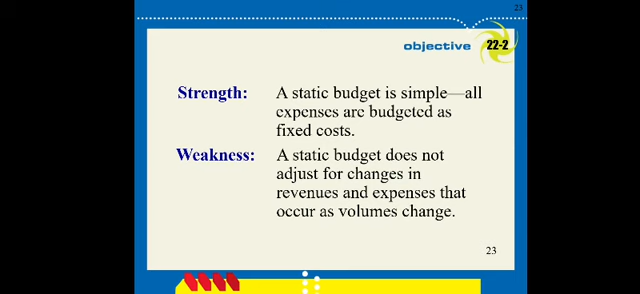 23
objective 22-2
Strength: A static budget is simple—all
expenses are budgeted as
fixed costs.
Weakness: A static budget does not
adjust for changes in
revenues and expenses that
occur as volumes change.
23